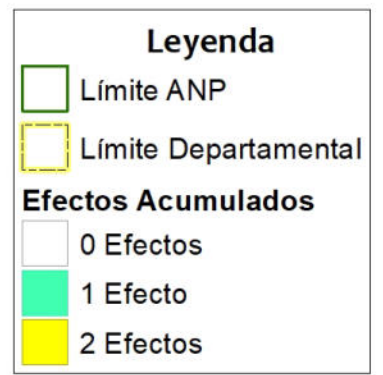 Leyenda
Límite ANP
Límite Departamental
Efectos Acumulados
0 Efectos
1 Efecto
2 Efectos